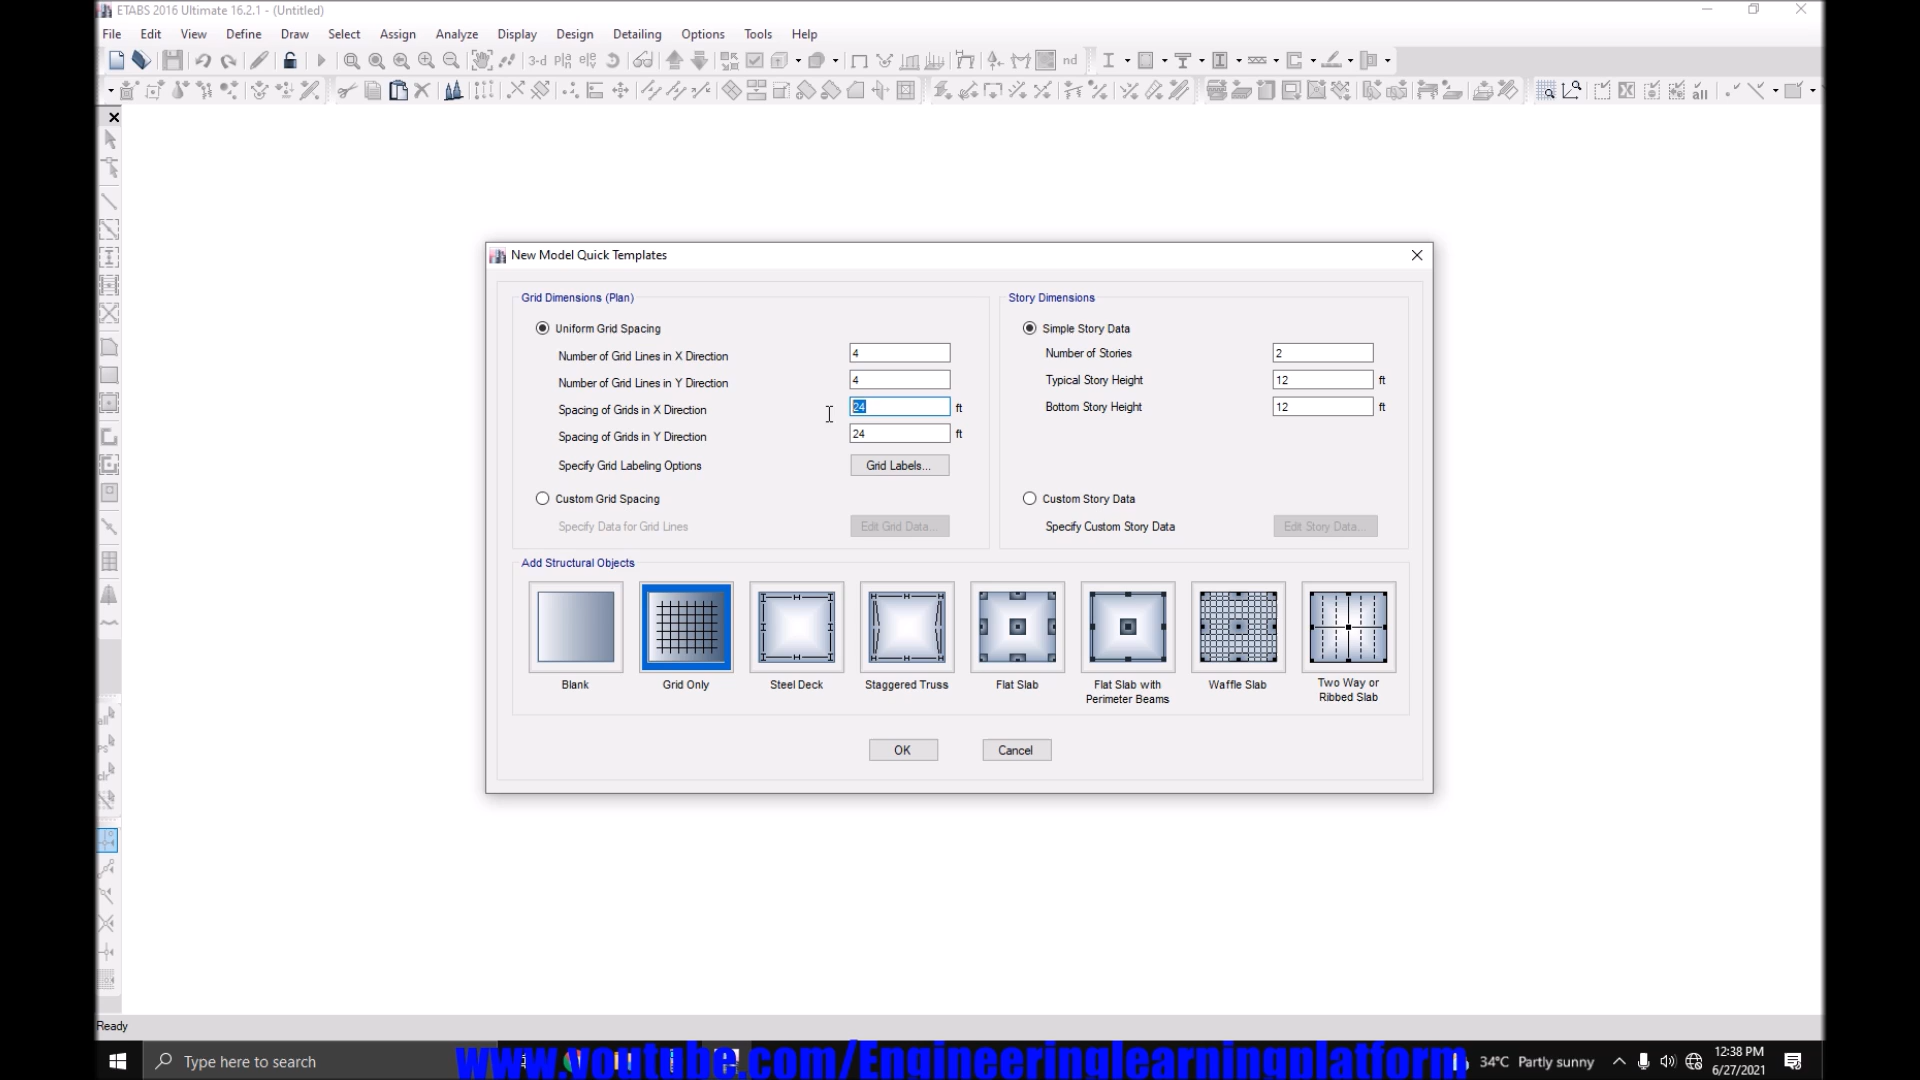 ETABS 2016 Ultimate 16.2.1 - (Untitled)
File Edit View Define Draw Select Assign Analyze Display Design Detailing Options Tools Help
3-d nd
all
New Model Quick Templates
Grid Dimensions (Plan)
Uniform Grid Spacing
Number of Grid Lines in X Direction 4
Number of Grid Lines in Y Direction 4
Spacing of Grids in X Direction 24 ft
Spacing of Grids in Y Direction 24 ft
Specify Grid Labeling Options Grid Labels...
Custom Grid Spacing
Specify Data for Grid Lines Edit Grid Data...
Story Dimensions
Simple Story Data
Number of Stories 2
Typical Story Height 12 ft
Bottom Story Height 12 ft
Custom Story Data
Specify Custom Story Data Edit Story Data...
Add Structural Objects
Blank
Grid Only
Steel Deck
Staggered Truss
Flat Slab
Flat Slab with
Perimeter Beams
Waffle Slab
Two Way or
Ribbed Slab
OK Cancel
Ready
Type here to search
www.youtube.com/Engineeringlearningplatform
34°C Partly sunny
12:38 PM
6/27/2021